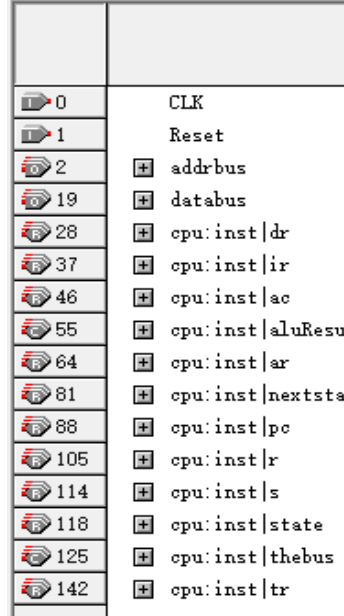 0 CLK
1 Reset
2 addrbus
19 databus
28 cpu:inst|dr
37 cpu:inst|ir
46 cpu:inst|ac
55 cpu:inst|aluResu
64 cpu:inst|ar
81 cpu:inst|nextsta
88 cpu:inst|pc
105 cpu:inst|r
114 cpu:inst|s
118 cpu:inst|state
125 cpu:inst|thebus
142 cpu:inst|tr